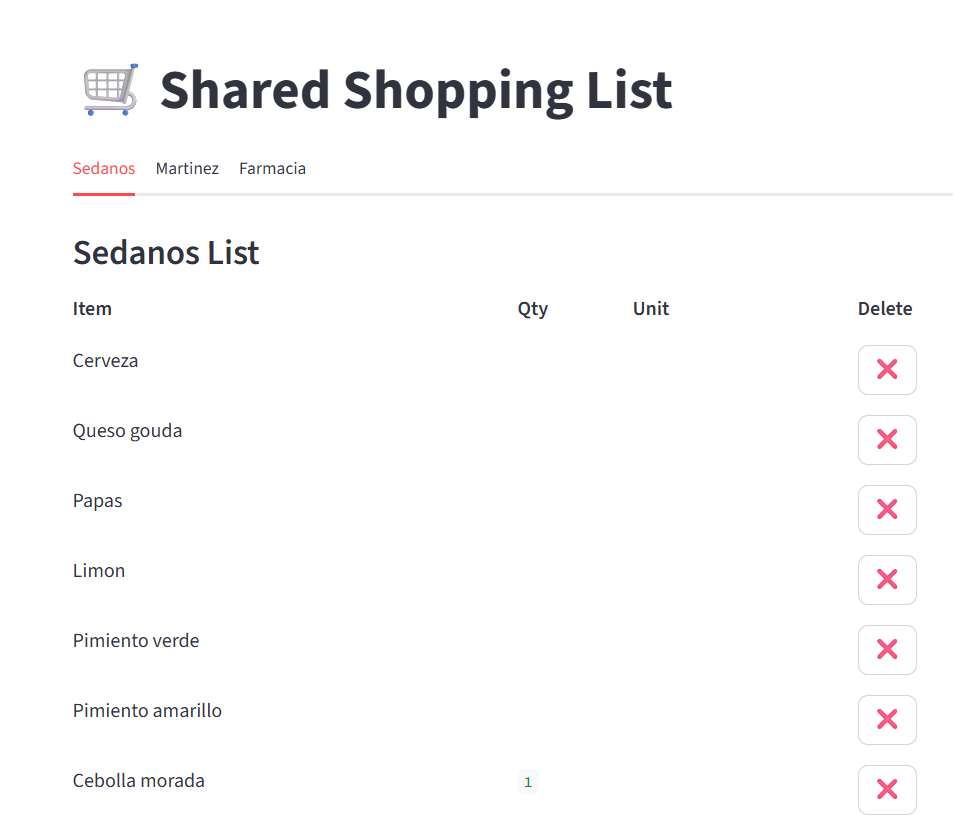 Shared Shopping List
Sedanos Martinez Farmacia
Sedanos List
Item Qty Unit Delete
Cerveza
Queso gouda
Papas
Limon
Pimiento verde
Pimiento amarillo
Cebolla morada 1